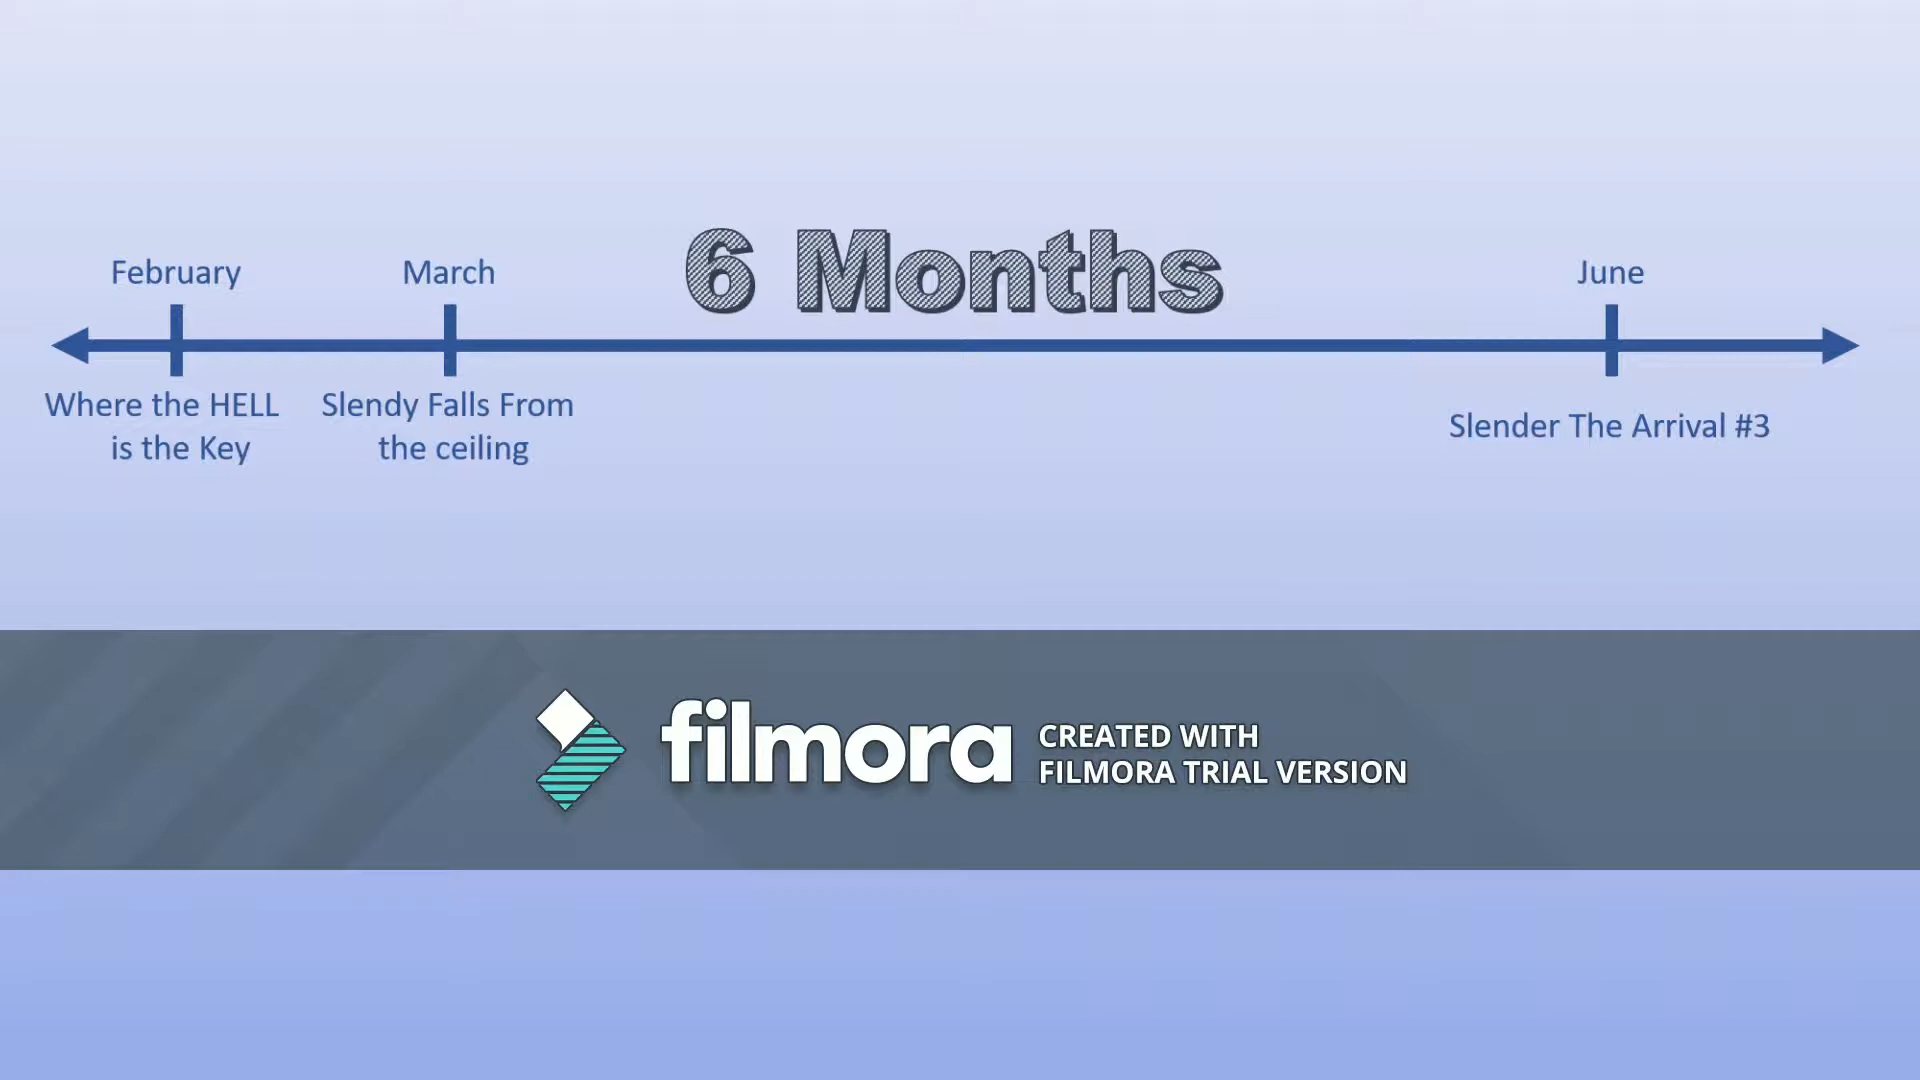 6 Months
February
March
June
Where the HELL
is the Key
Slendy Falls From
the ceiling
Slender The Arrival #3
filmora
CREATED WITH
FILMORA TRIAL VERSION